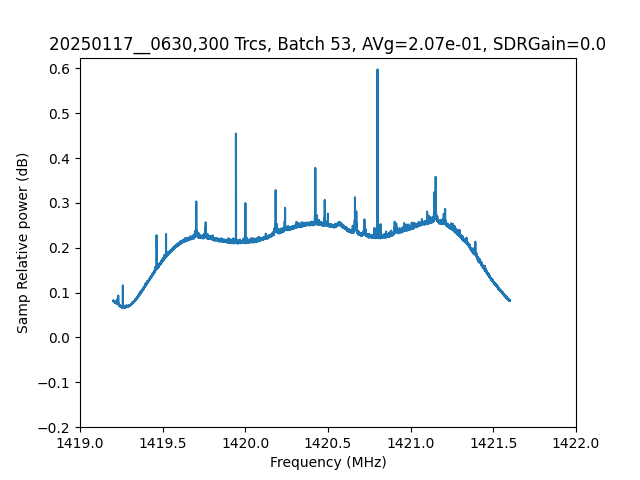 20250117__0630,300 Trcs, Batch 53, AVg=2.07e-01, SDRGain=0.0
0.6
0.5
0.4
0.3
0.2
0.1
0.0
−0.1
−0.2
Samp Relative power (dB)
1419.0 1419.5 1420.0 1420.5 1421.0 1421.5 1422.0
Frequency (MHz)